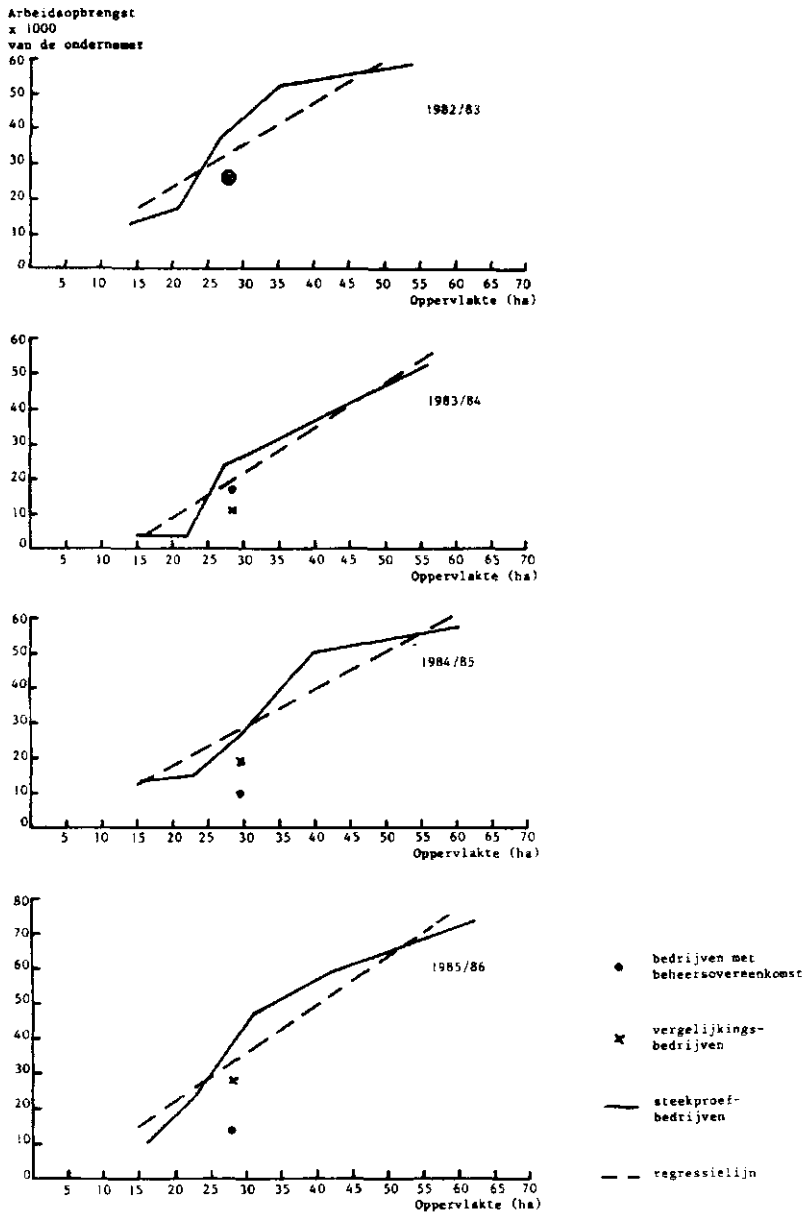 Arbeidsopbrengst
x 1000
van de ondernemer
60
50
40
30
20
10
0
1982/83
5 10 15 20 25 30 35 40 45 50 55 60 65 70
Oppervlakte (ha)
60
50
40
30
20
10
0
1983/84
5 10 15 20 25 30 35 40 45 50 55 60 65 70
Oppervlakte (ha)
60
50
40
30
20
10
0
1984/85
5 10 15 20 25 30 35 40 45 50 55 60 65 70
Oppervlakte (ha)
80
70
60
50
40
30
20
10
0
1985/86
5 10 15 20 25 30 35 40 45 50 55 60 65 70
Oppervlakte (ha)
bedrijven met
beheersovereenkomst
vergelijkings-
bedrijven
steekproef-
bedrijven
regressielijn